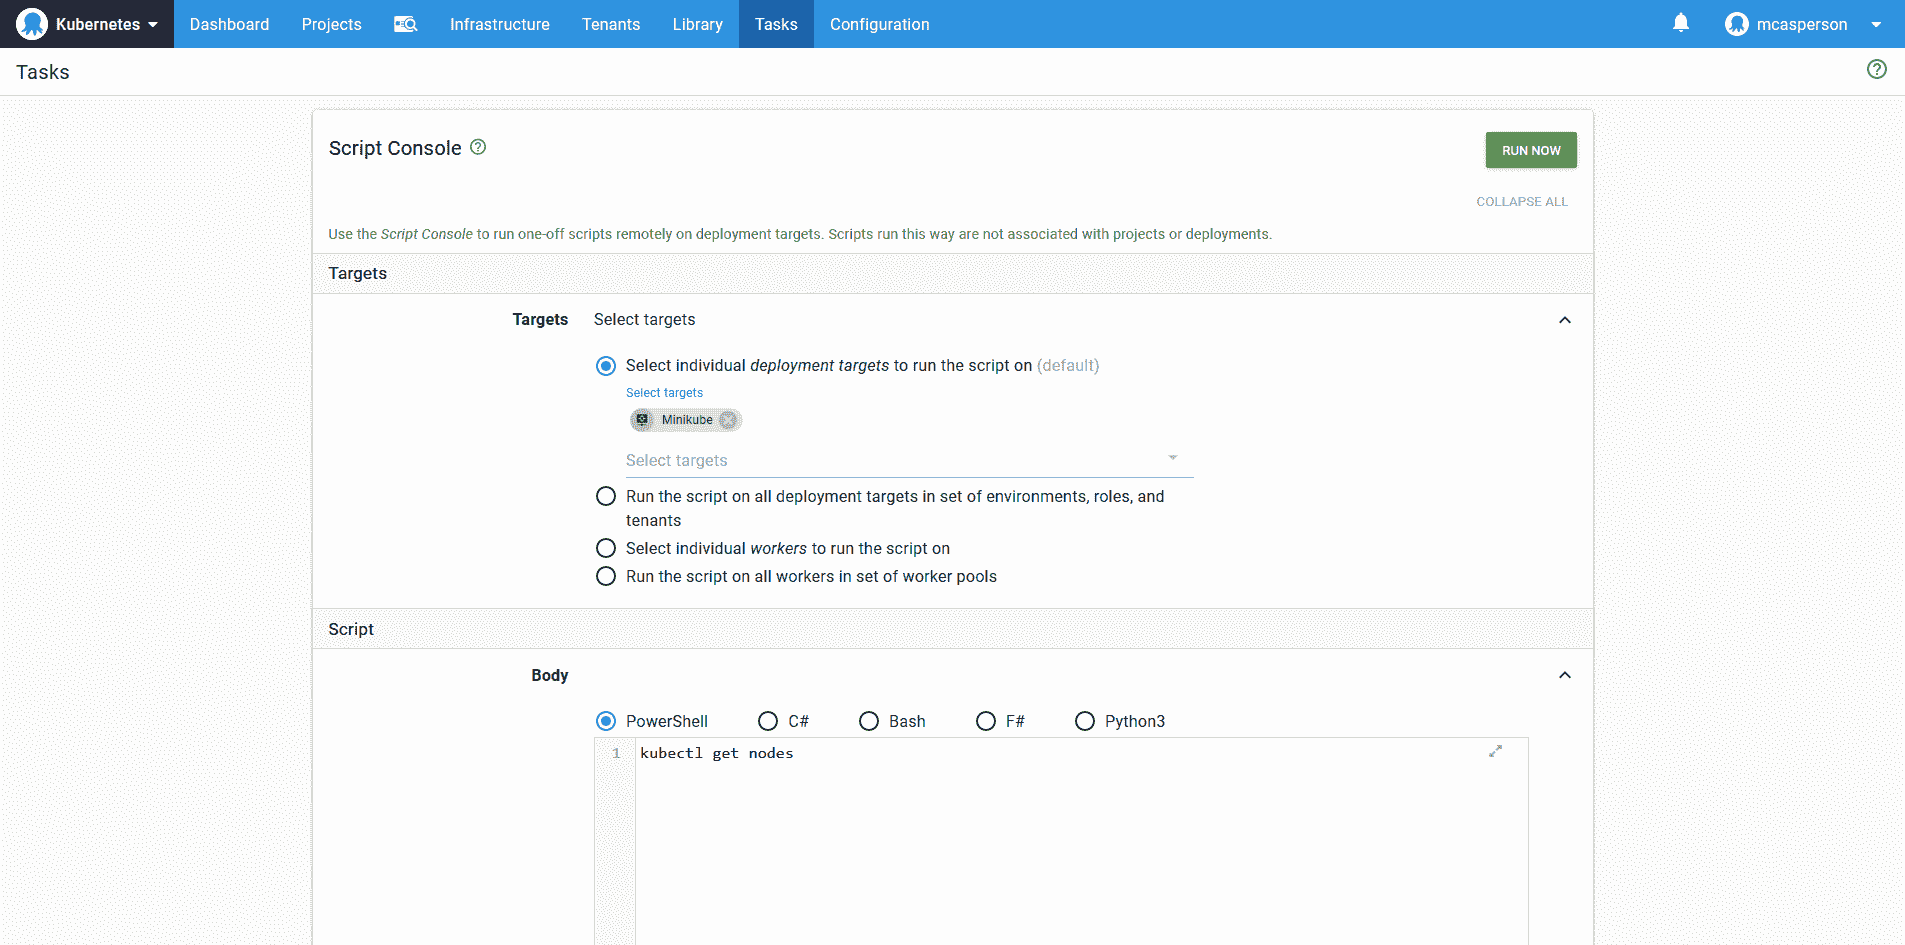 Kubernetes Dashboard Projects Infrastructure Tenants Library Tasks Configuration mcasperson
Tasks
Script Console
RUN NOW
COLLAPSE ALL
Use the Script Console to run one-off scripts remotely on deployment targets. Scripts run this way are not associated with projects or deployments.
Targets
Targets Select targets
Select individual deployment targets to run the script on (default)
Select targets
Minikube
Select targets
Run the script on all deployment targets in set of environments, roles, and
tenants
Select individual workers to run the script on
Run the script on all workers in set of worker pools
Script
Body
PowerShell C# Bash F# Python3
1 kubectl get nodes